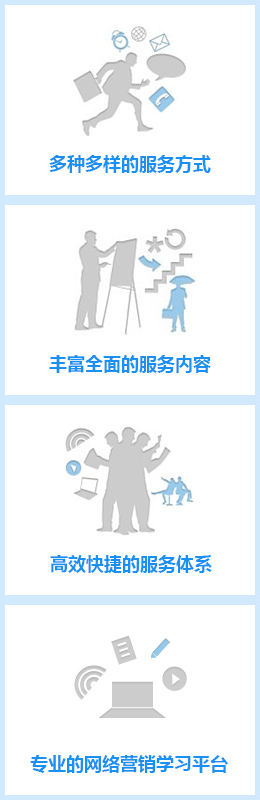 多种多样的服务方式
丰富全面的服务内容
高效快捷的服务体系
专业的网络营销学习平台